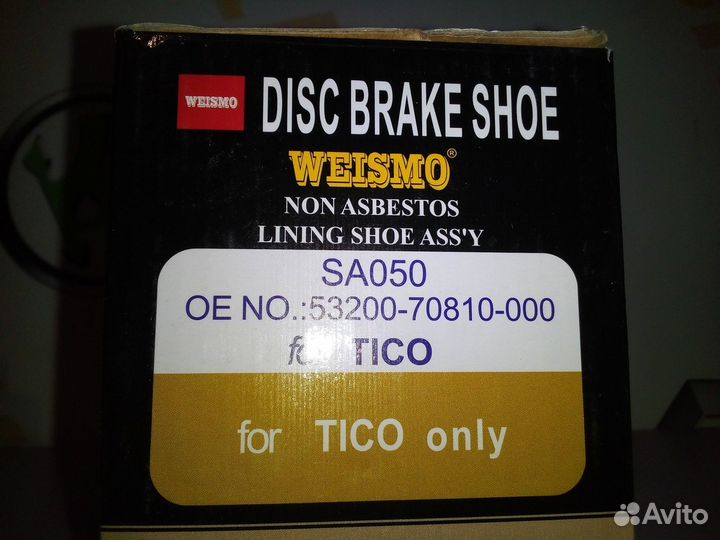 WEISMO
DISC BRAKE SHOE
WEISMO®
NON ASBESTOS
LINING SHOE ASS'Y
SA050
OE NO.:53200-70810-000
for TICO
for TICO only
Avito